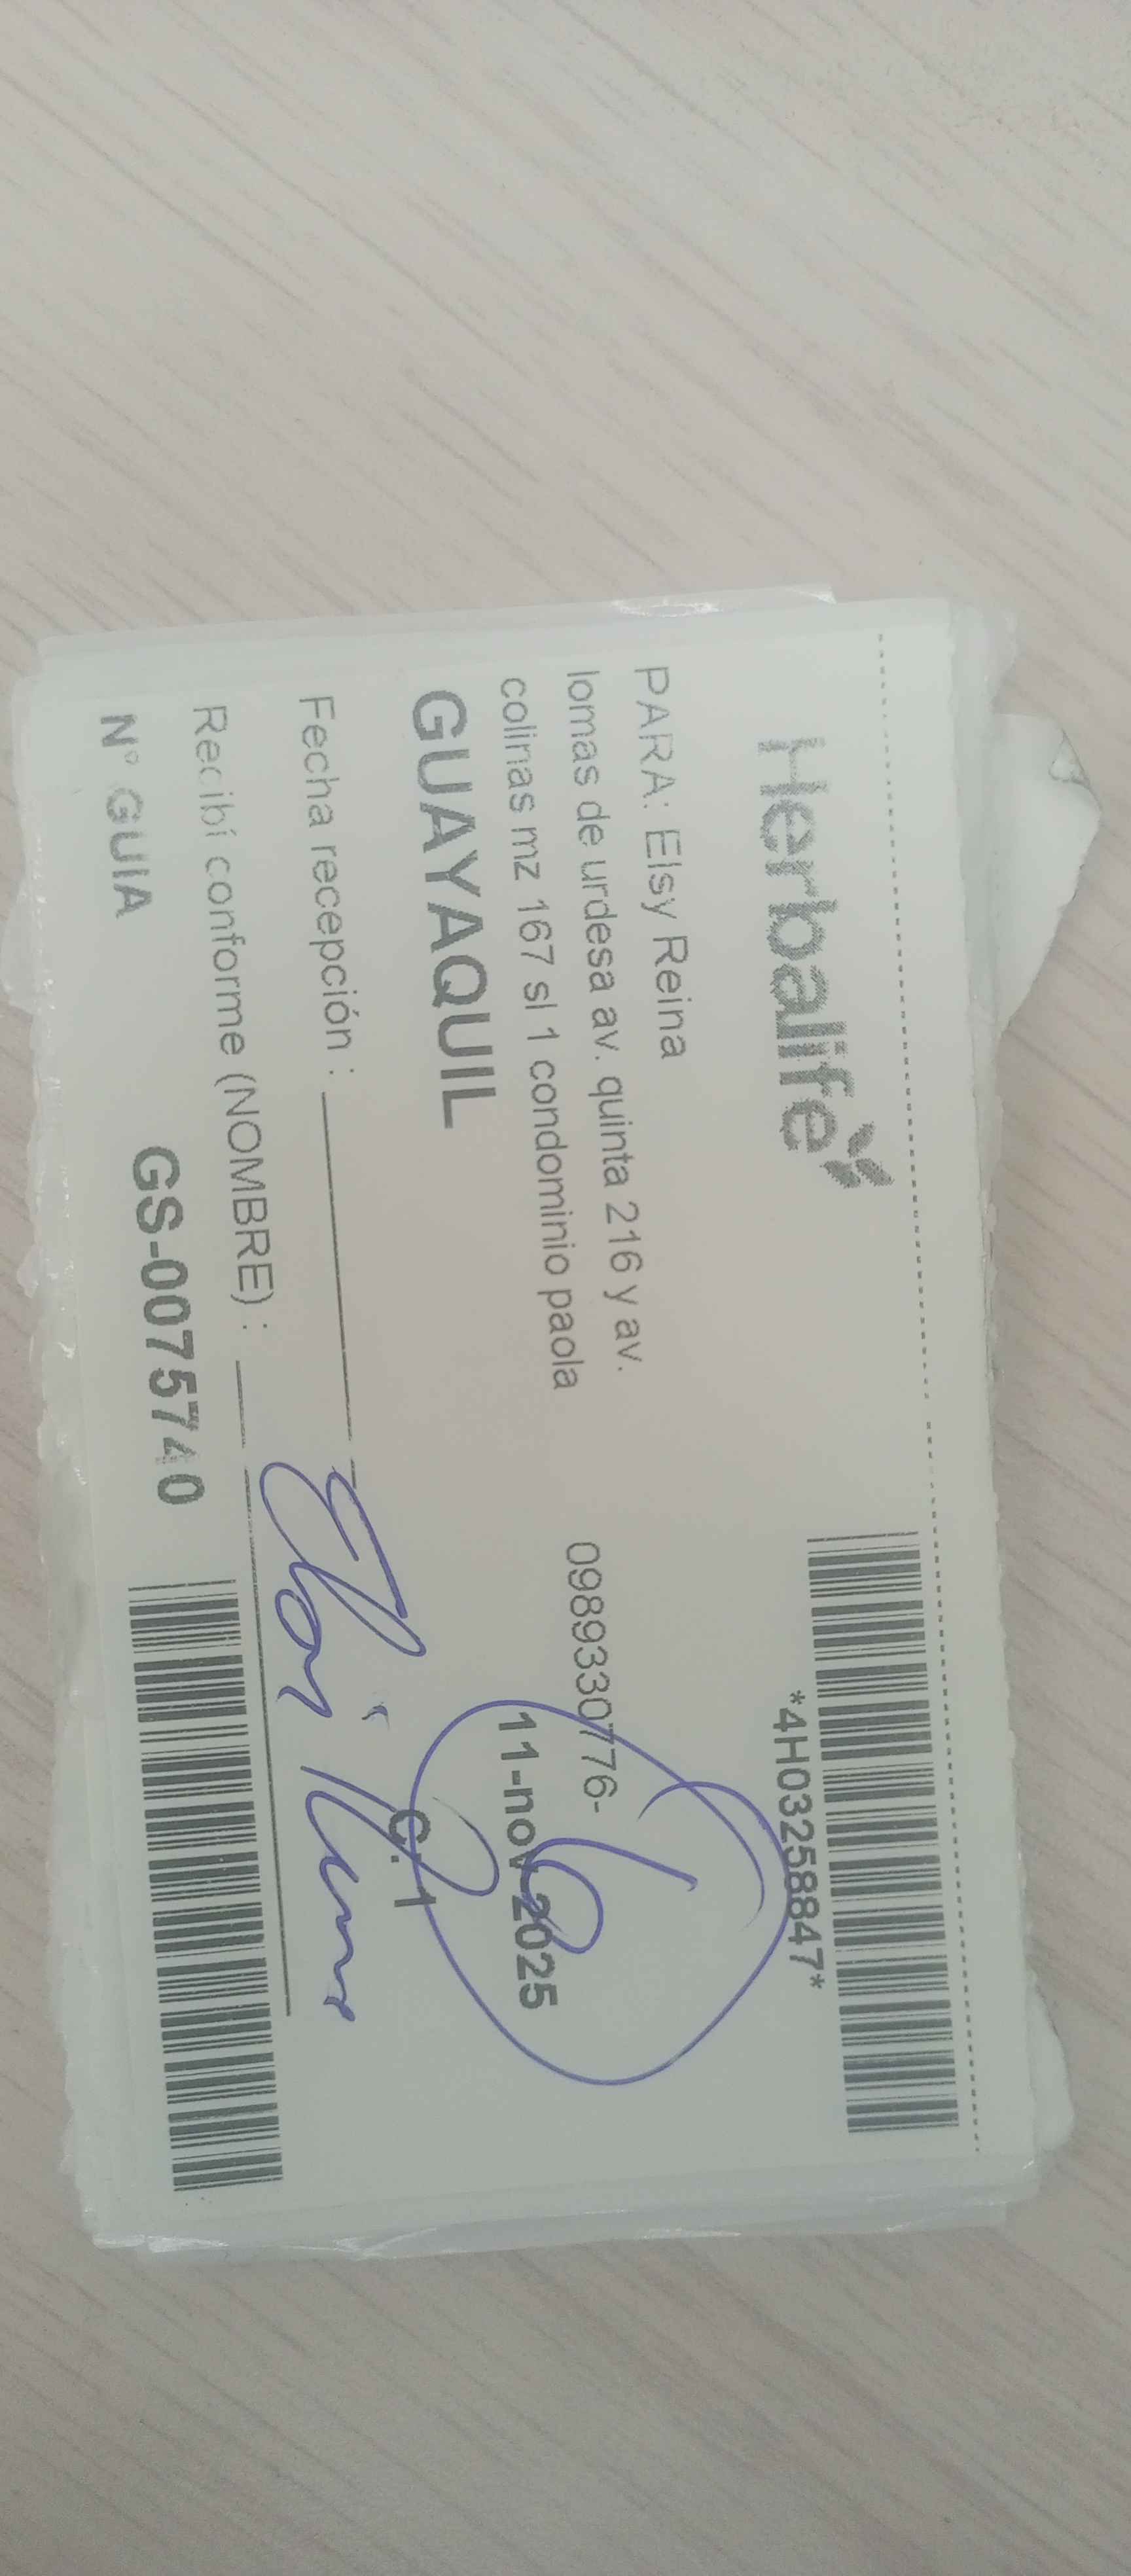 Herbalife
*4H03258847*
PARA: Elsy Reina
lomas de urdesa av. quinta 216 y av.
0989330776-
colinas mz 167 sl 1 condominio paola
11-nov-2025
GUAYAQUIL
C. 1
Fecha recepción :
Recibí conforme (NOMBRE) :
N° GUIA GS-0075740